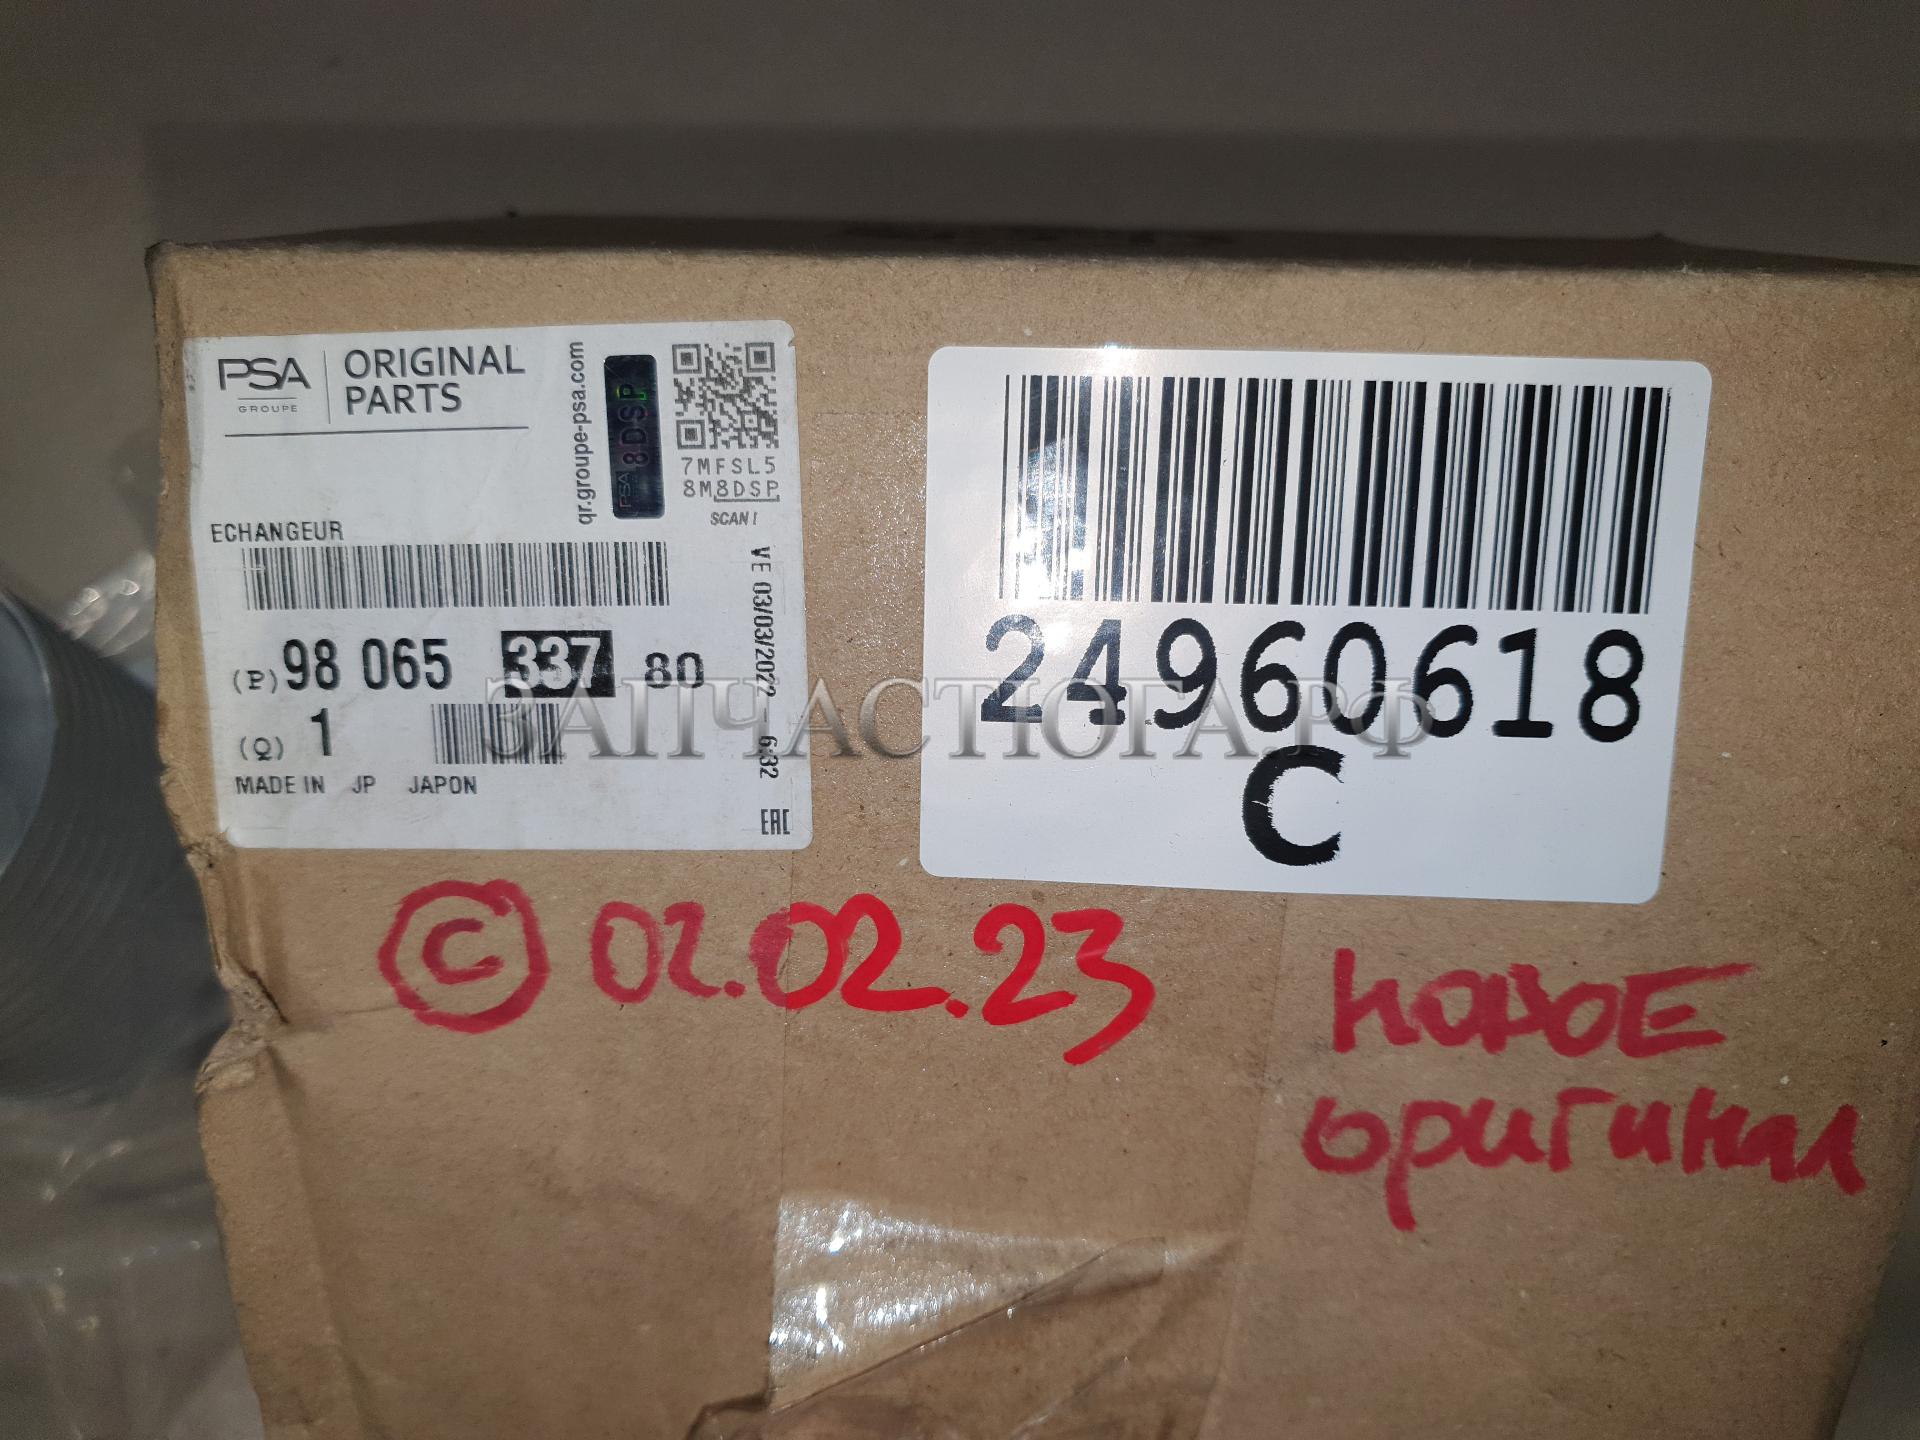 PSA
GROUPE
ORIGINAL
PARTS
qr.groupe-psa.com
PSA 8DSP
7MFSL5
8M8DSP
SCAN !
ECHANGEUR
(P) 98 065 337 80
(Q) 1
MADE IN JP JAPON
VE 03/03/2022 - 6:32
EAC
24960618
C
ЗАПЧАСТЮГА.РФ
C 02.02.23
НОВОЕ
оригинал